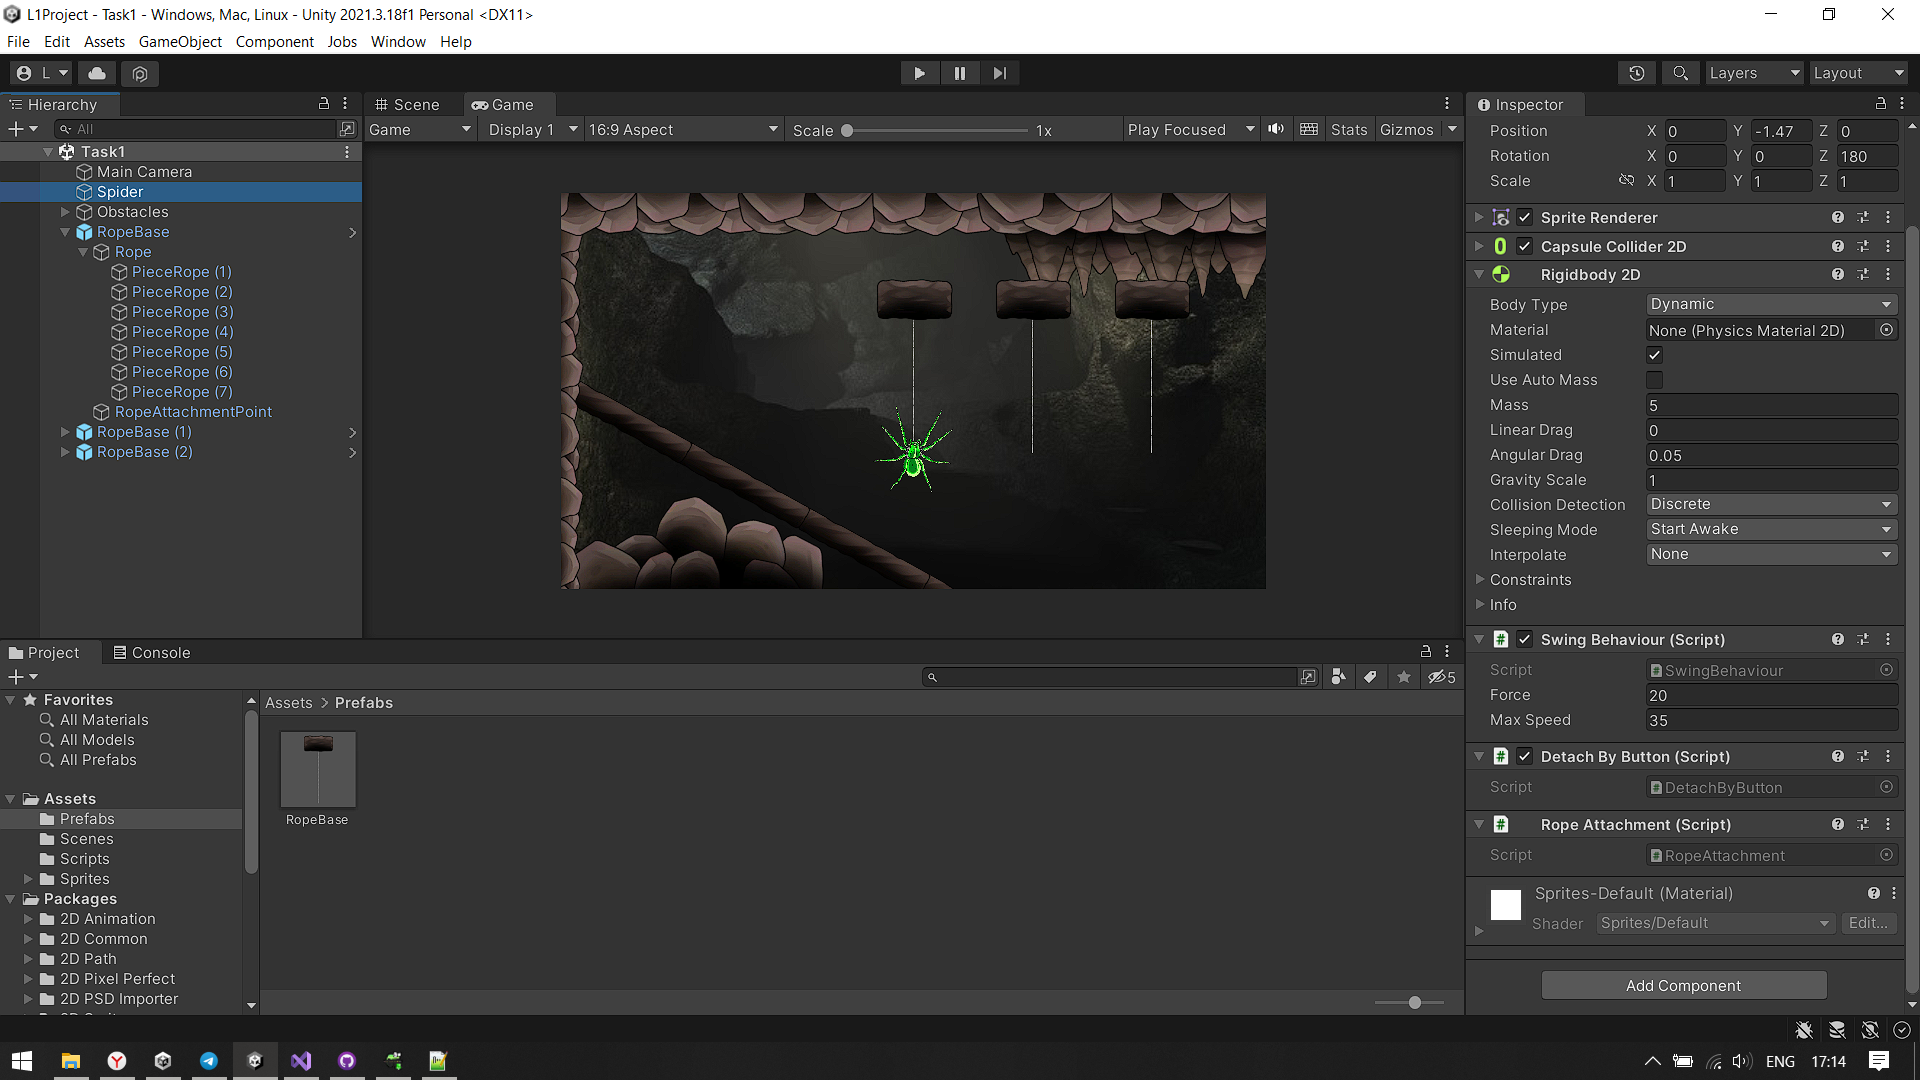 L1Project - Task1 - Windows, Mac, Linux - Unity 2021.3.18f1 Personal <DX11>
File Edit Assets GameObject Component Jobs Window Help
L
Layers
Layout
Hierarchy
All
Task1
Main Camera
Spider
Obstacles
RopeBase
Rope
PieceRope (1)
PieceRope (2)
PieceRope (3)
PieceRope (4)
PieceRope (5)
PieceRope (6)
PieceRope (7)
RopeAttachmentPoint
RopeBase (1)
RopeBase (2)
Scene Game
Game Display 1 16:9 Aspect Scale 1x Play Focused Stats Gizmos
Inspector
Position X 0 Y -1.47 Z 0
Rotation X 0 Y 0 Z 180
Scale X 1 Y 1 Z 1
Sprite Renderer
Capsule Collider 2D
Rigidbody 2D
Body Type Dynamic
Material None (Physics Material 2D)
Simulated
Use Auto Mass
Mass 5
Linear Drag 0
Angular Drag 0.05
Gravity Scale 1
Collision Detection Discrete
Sleeping Mode Start Awake
Interpolate None
Constraints
Info
Swing Behaviour (Script)
Script SwingBehaviour
Force 20
Max Speed 35
Detach By Button (Script)
Script DetachByButton
Rope Attachment (Script)
Script RopeAttachment
Sprites-Default (Material)
Shader Sprites/Default Edit...
Add Component
Project Console
5
Favorites
All Materials
All Models
All Prefabs
Assets
Prefabs
Scenes
Scripts
Sprites
Packages
2D Animation
2D Common
2D Path
2D Pixel Perfect
2D PSD Importer
Assets > Prefabs
RopeBase
ENG 17:14